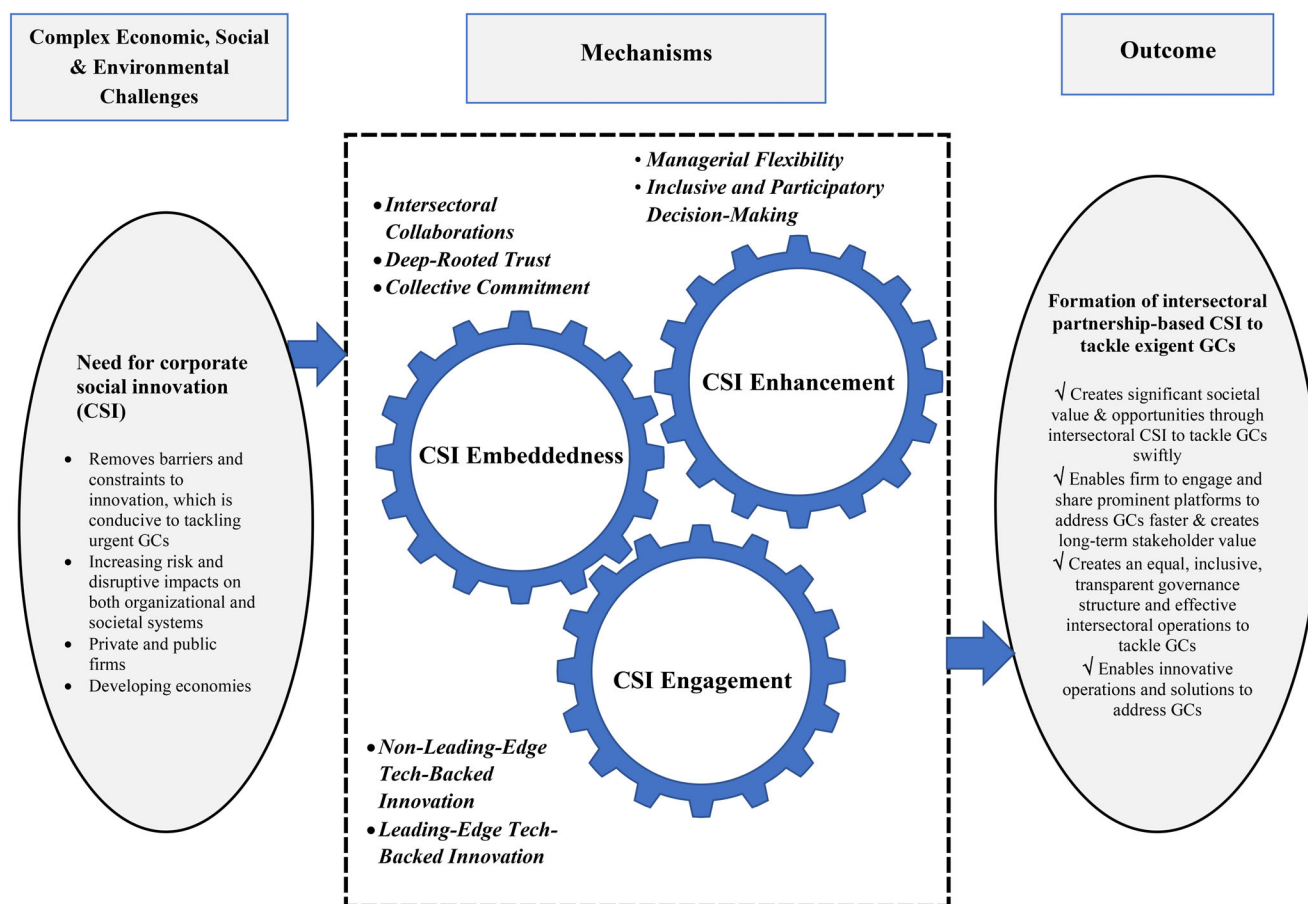 Complex Economic, Social
& Environmental
Challenges
Mechanisms
Outcome
Need for corporate
social innovation
(CSI)
• Removes barriers and
constraints to
innovation, which is
conducive to tackling
urgent GCs
• Increasing risk and
disruptive impacts on
both organizational and
societal systems
• Private and public
firms
• Developing economies
• Intersectoral
Collaborations
• Deep-Rooted Trust
• Collective Commitment
• Managerial Flexibility
• Inclusive and Participatory
Decision-Making
CSI Embeddedness
CSI Enhancement
CSI Engagement
• Non-Leading-Edge
Tech-Backed
Innovation
• Leading-Edge Tech-
Backed Innovation
Formation of intersectoral
partnership-based CSI to
tackle exigent GCs
√ Creates significant societal
value & opportunities through
intersectoral CSI to tackle GCs
swiftly
√ Enables firm to engage and
share prominent platforms to
address GCs faster & creates
long-term stakeholder value
√ Creates an equal, inclusive,
transparent governance
structure and effective
intersectoral operations to
tackle GCs
√ Enables innovative
operations and solutions to
address GCs